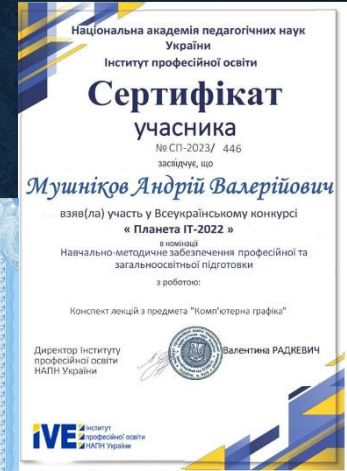 Національна академія педагогічних наук
України
Інститут професійної освіти
Сертифікат
учасника
№ СП-2023/ 446
засвідчує, що
Мушніков Андрій Валерійович
взяв(ла) участь у Всеукраїнському конкурсі
« Планета ІТ-2022 »
в номінації
Навчально-методичне забезпечення професійної та
загальноосвітньої підготовки
з роботою:
Конспект лекцій з предмета "Комп'ютерна графіка"
Директор Інституту
професійної освіти
НАПН України
Валентина РАДКЕВИЧ
IVE Інститут
професійної освіти
НАПН України